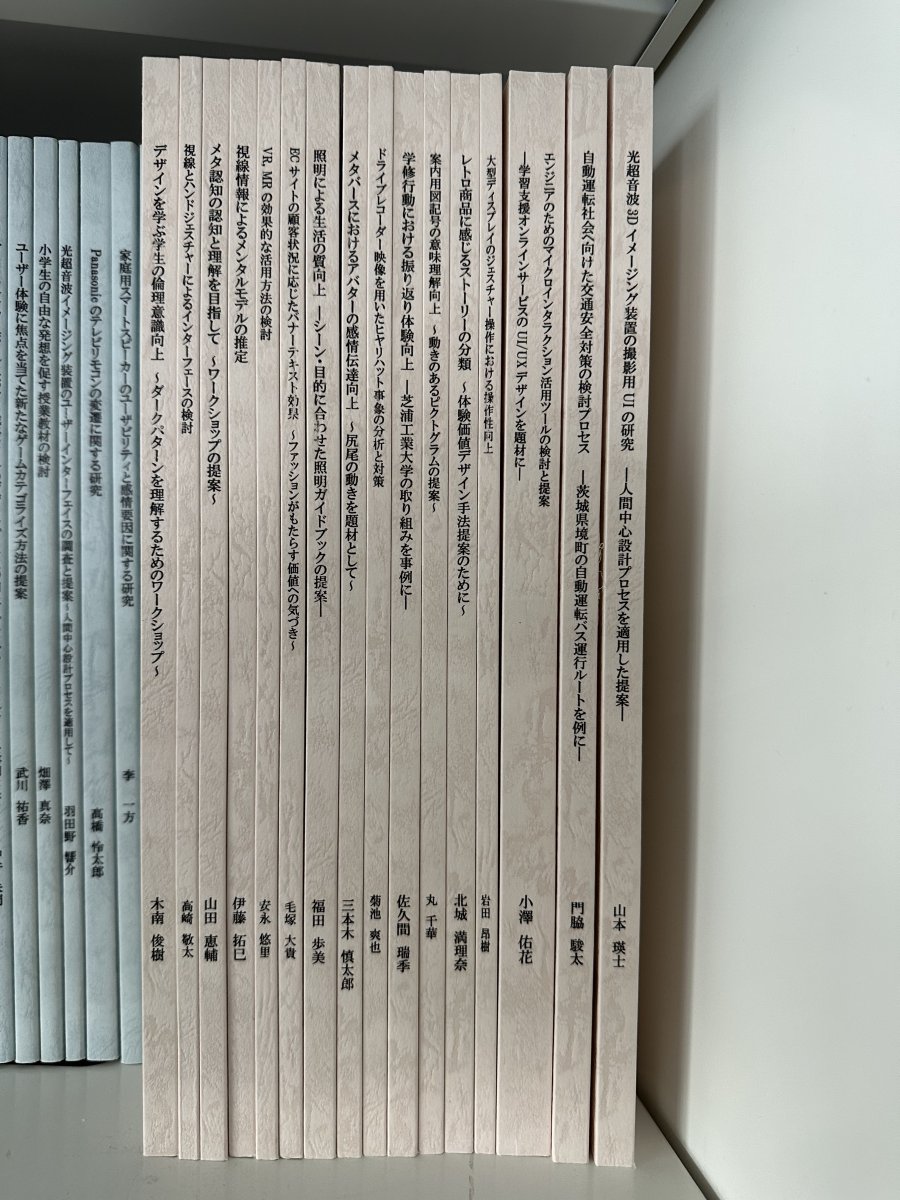 光超音波 3D イメージング装置の撮影用 UI の研究 ―人間中心設計プロセスを適用した提案―
山本 瑛士
自動運転社会へ向けた交通安全対策の検討プロセス ―茨城県境町の自動運転バス運行ルートを例に―
門脇 駿太
エンジニアのためのマイクロインタラクション活用ツールの検討と提案
―学習支援オンラインサービスの UI/UX デザインを題材に―
小澤 佑花
大型ディスプレイのジェスチャー操作における操作性向上
岩田 昂樹
レトロ商品に感じるストーリーの分類 ～体験価値デザイン手法提案のために～
北城 満理奈
案内用図記号の意味理解向上 ～動きのあるピクトグラムの提案～
丸 千華
学修行動における振り返り体験向上 ―芝浦工業大学の取り組みを事例に―
佐久間 瑞季
ドライブレコーダー映像を用いたヒヤリハット事象の分析と対策
菊池 爽也
メタバースにおけるアバターの感情伝達向上 ～尻尾の動きを題材として～
三本木 慎太郎
照明による生活の質向上 ―シーン・目的に合わせた照明ガイドブックの提案―
福田 歩美
EC サイトの顧客状況に応じたバナーテキスト効果 ～ファッションがもたらす価値への気づき～
毛塚 大貴
VR、MR の効果的な活用方法の検討
安永 悠里
視線情報によるメンタルモデルの推定
伊藤 拓巳
メタ認知の認知と理解を目指して ～ワークショップの提案～
山田 恵輔
視線とハンドジェスチャーによるインターフェースの検討
高崎 敬太
デザインを学ぶ学生の倫理意識向上 ～ダークパターンを理解するためのワークショップ～
木南 俊樹
家庭用スマートスピーカーのユーザビリティと感情要因に関する研究
李 一方
Panasonic のテレビリモコンの変遷に関する研究
高橋 怜太郎
光超音波イメージング装置のユーザーインターフェイスの調査と提案～人間中心設計プロセスを適用して～
羽田野 響介
小学生の自由な発想を促す授業教材の検討
畑澤 真奈
ユーザー体験に焦点を当てた新たなゲームカテゴライズ方法の提案
武川 祐香